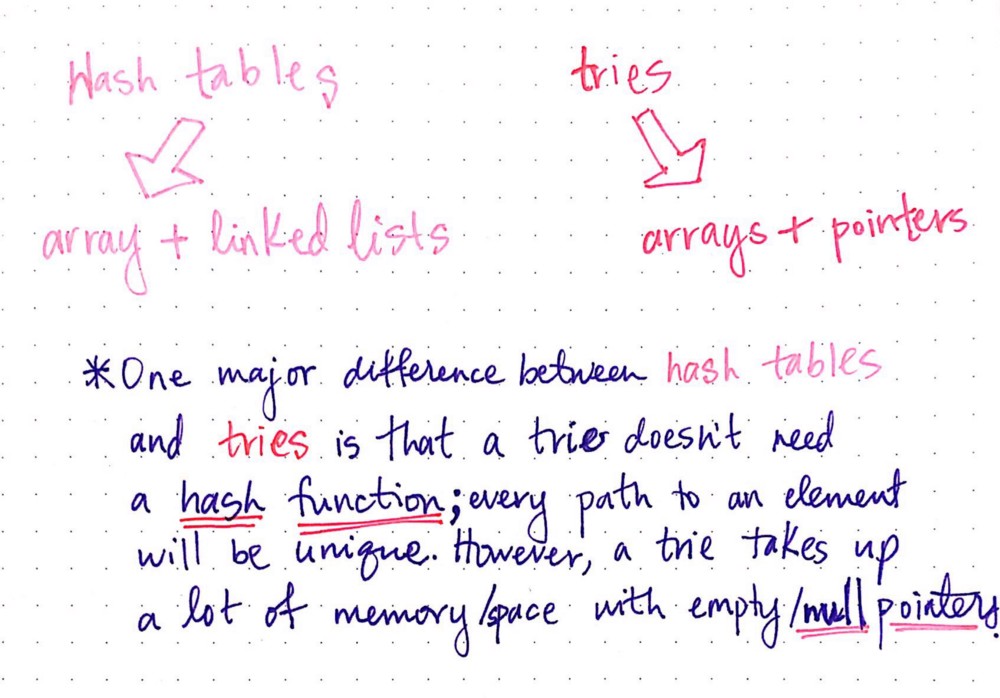 Hash tables
tries
array + linked lists
arrays + pointers
*One major difference between hash tables
and tries is that a trie doesn't need
a hash function; every path to an element
will be unique. However, a trie takes up
a lot of memory/space with empty/null pointers.